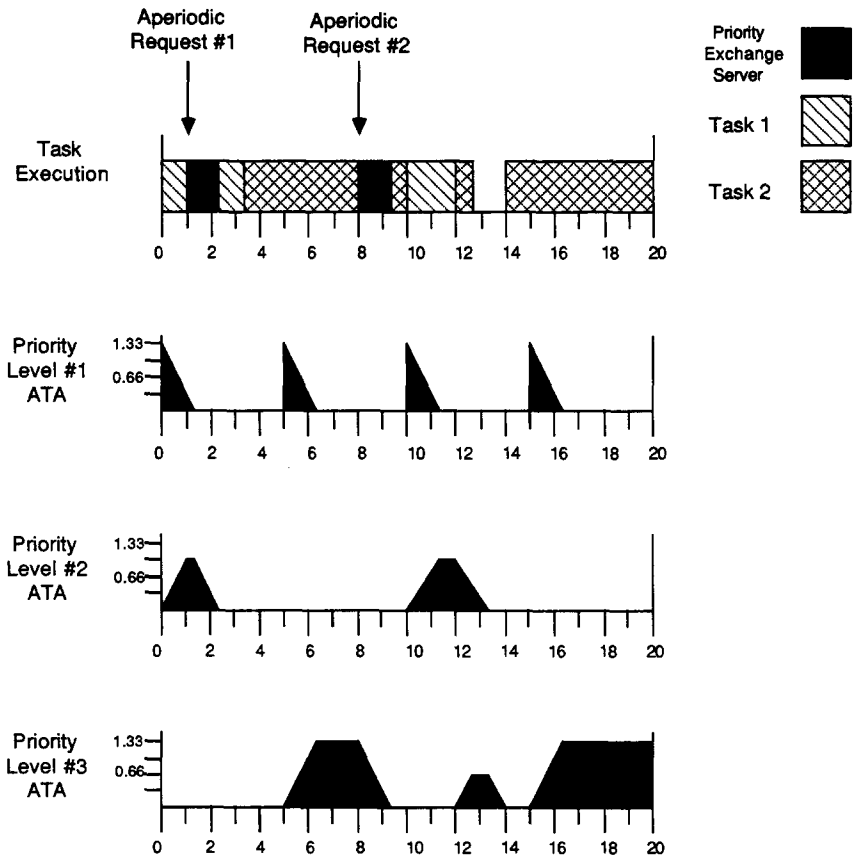 Aperiodic
Request #1
Aperiodic
Request #2
Priority
Exchange
Server
Task 1
Task 2
Task
Execution
0 2 4 6 8 10 12 14 16 18 20
Priority
Level #1
ATA
1.33
0.66
0 2 4 6 8 10 12 14 16 18 20
Priority
Level #2
ATA
1.33
0.66
0 2 4 6 8 10 12 14 16 18 20
Priority
Level #3
ATA
1.33
0.66
0 2 4 6 8 10 12 14 16 18 20